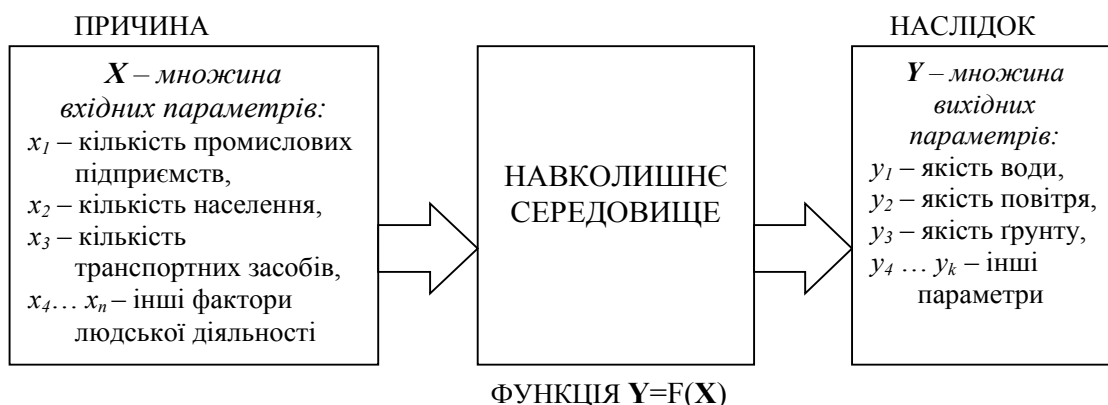 ПРИЧИНА
X – множина
вхідних параметрів:
x1 – кількість промислових
підприємств,
x2 – кількість населення,
x3 – кількість
транспортних засобів,
x4… xn – інші фактори
людської діяльності
НАВКОЛИШНЄ
СЕРЕДОВИЩЕ
НАСЛІДОК
Y – множина
вихідних
параметрів:
y1 – якість води,
y2 – якість повітря,
y3 – якість ґрунту,
y4 … yk – інші
параметри
ФУНКЦІЯ Y=F(X)